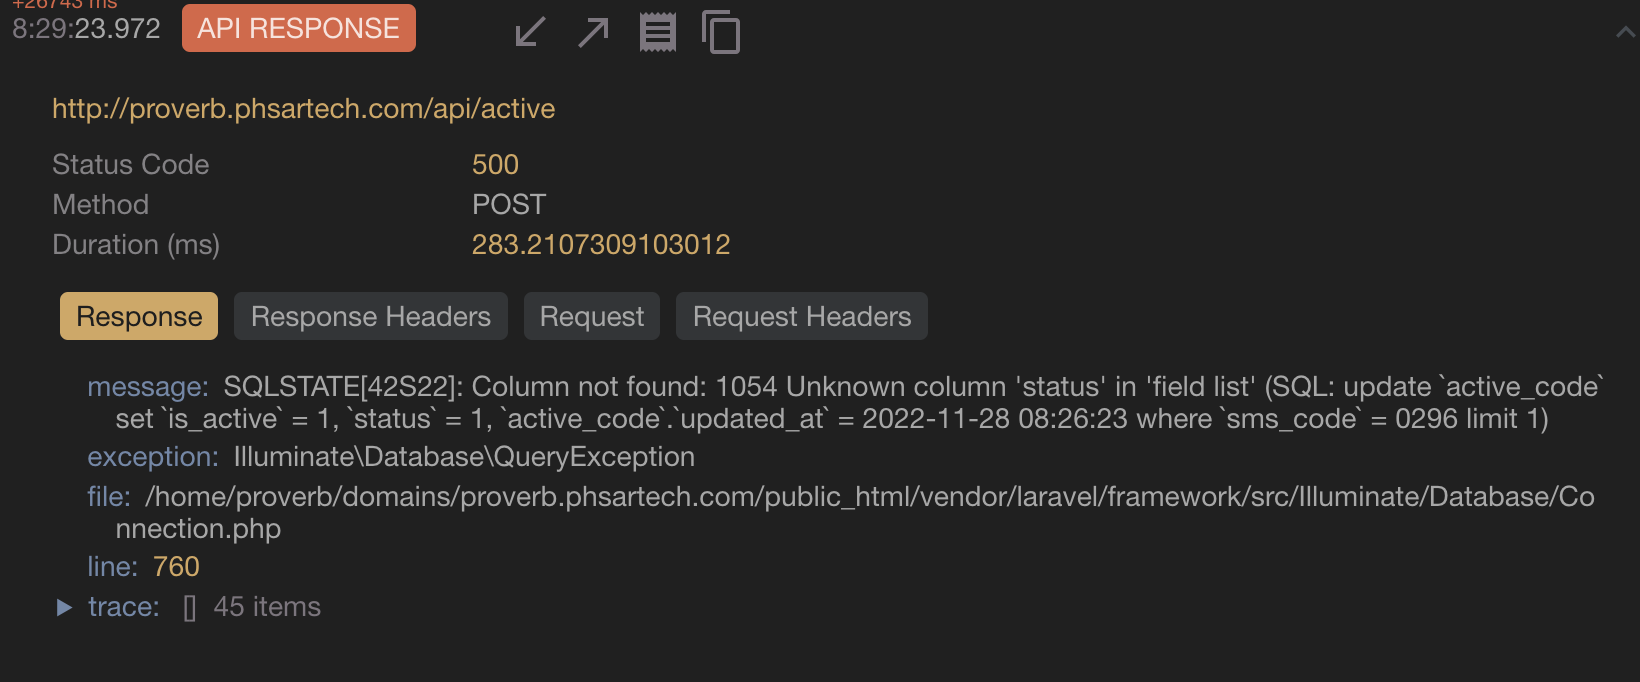 +26743 ms
8:29:23.972 API RESPONSE
http://proverb.phsartech.com/api/active
Status Code 500
Method POST
Duration (ms) 283.2107309103012
Response Response Headers Request Request Headers
message: SQLSTATE[42S22]: Column not found: 1054 Unknown column 'status' in 'field list' (SQL: update `active_code`
set `is_active` = 1, `status` = 1, `active_code`.`updated_at` = 2022-11-28 08:26:23 where `sms_code` = 0296 limit 1)
exception: Illuminate\Database\QueryException
file: /home/proverb/domains/proverb.phsartech.com/public_html/vendor/laravel/framework/src/Illuminate/Database/Co
nnection.php
line: 760
trace: [] 45 items